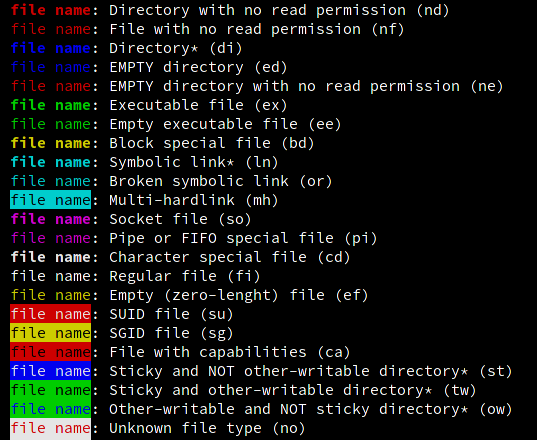 file name: Directory with no read permission (nd)
file name: File with no read permission (nf)
file name: Directory* (di)
file name: EMPTY directory (ed)
file name: EMPTY directory with no read permission (ne)
file name: Executable file (ex)
file name: Empty executable file (ee)
file name: Block special file (bd)
file name: Symbolic link* (ln)
file name: Broken symbolic link (or)
file name: Multi-hardlink (mh)
file name: Socket file (so)
file name: Pipe or FIFO special file (pi)
file name: Character special file (cd)
file name: Regular file (fi)
file name: Empty (zero-lenght) file (ef)
file name: SUID file (su)
file name: SGID file (sg)
file name: File with capabilities (ca)
file name: Sticky and NOT other-writable directory* (st)
file name: Sticky and other-writable directory* (tw)
file name: Other-writable and NOT sticky directory* (ow)
file name: Unknown file type (no)